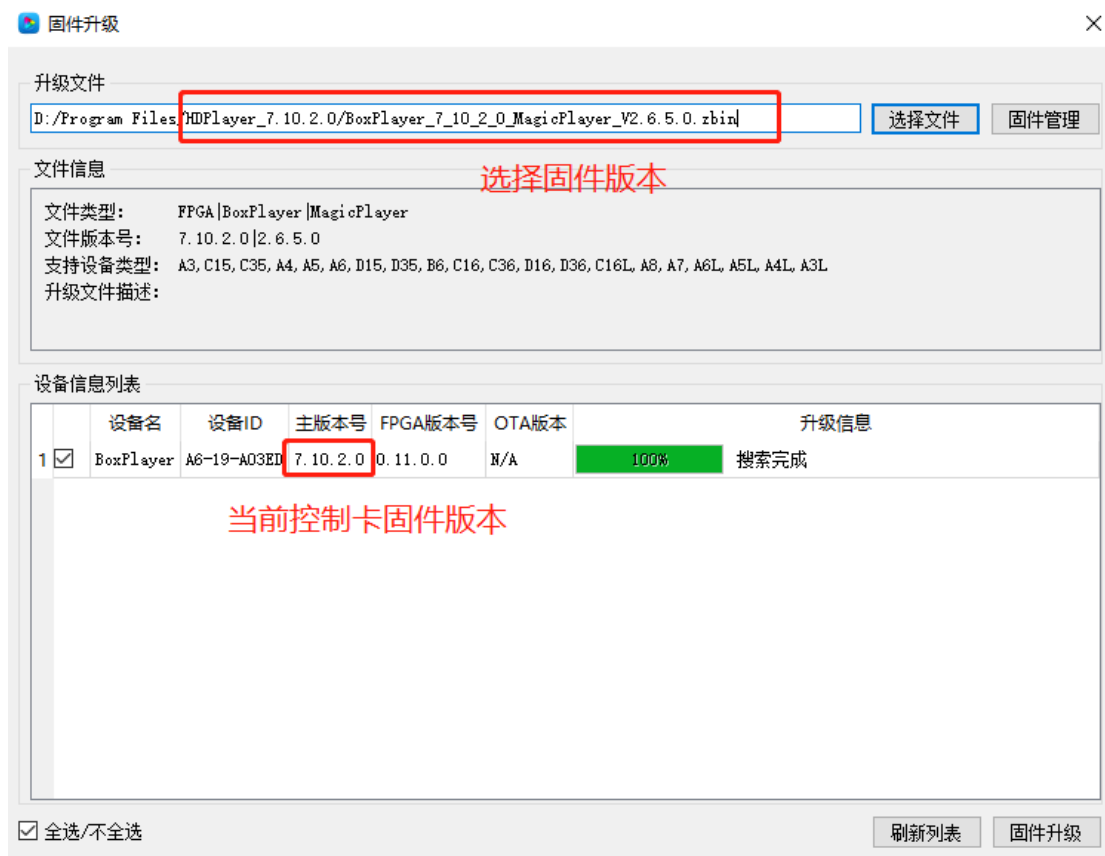 固件升级
升级文件
D:/Program Files/HDPlayer_7.10.2.0/BoxPlayer_7_10_2_0_MagicPlayer_V2.6.5.0.zbin 选择文件 固件管理
文件信息
选择固件版本
文件类型: FPGA|BoxPlayer|MagicPlayer
文件版本号: 7.10.2.0|2.6.5.0
支持设备类型: A3, C15, C35, A4, A5, A6, D15, D35, B6, C16, C36, D16, D36, C16L, A8, A7, A6L, A5L, A4L, A3L
升级文件描述:
设备信息列表
设备名 设备ID 主版本号 FPGA版本号 OTA版本 升级信息
1 BoxPlayer A6-19-A03ED 7.10.2.0 0.11.0.0 N/A 100% 搜索完成
当前控制卡固件版本
全选/不全选 刷新列表 固件升级